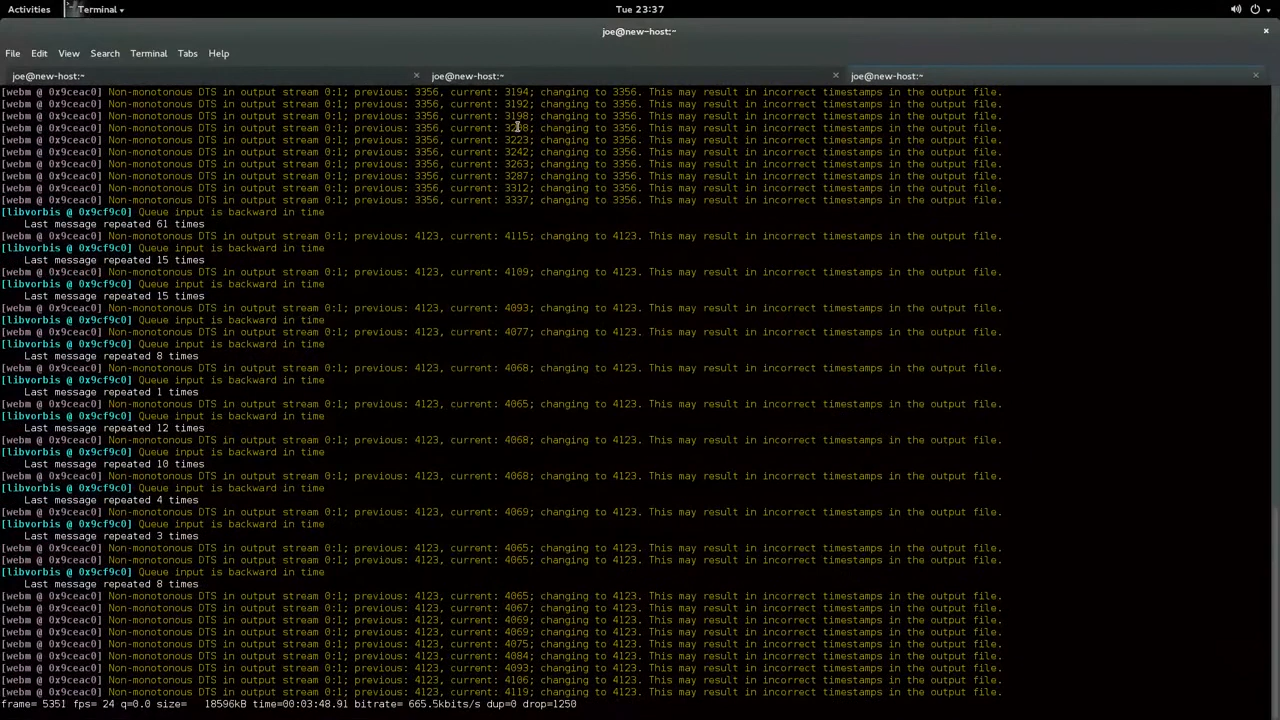 Activities Terminal Tue 23:37
joe@new-host:~
File Edit View Search Terminal Tabs Help
joe@new-host:~ joe@new-host:~ joe@new-host:~
[webm @ 0x9ceac0] Non-monotonous DTS in output stream 0:1; previous: 3356, current: 3194; changing to 3356. This may result in incorrect timestamps in the output file.
[webm @ 0x9ceac0] Non-monotonous DTS in output stream 0:1; previous: 3356, current: 3192; changing to 3356. This may result in incorrect timestamps in the output file.
[webm @ 0x9ceac0] Non-monotonous DTS in output stream 0:1; previous: 3356, current: 3198; changing to 3356. This may result in incorrect timestamps in the output file.
[webm @ 0x9ceac0] Non-monotonous DTS in output stream 0:1; previous: 3356, current: changing to 3356. This may result in incorrect timestamps in the output file.
[webm @ 0x9ceac0] Non-monotonous DTS in output stream 0:1; previous: 3356, current: 3223; changing to 3356. This may result in incorrect timestamps in the output file.
[webm @ 0x9ceac0] Non-monotonous DTS in output stream 0:1; previous: 3356, current: 3242; changing to 3356. This may result in incorrect timestamps in the output file.
[webm @ 0x9ceac0] Non-monotonous DTS in output stream 0:1; previous: 3356, current: 3263; changing to 3356. This may result in incorrect timestamps in the output file.
[webm @ 0x9ceac0] Non-monotonous DTS in output stream 0:1; previous: 3356, current: 3287; changing to 3356. This may result in incorrect timestamps in the output file.
[webm @ 0x9ceac0] Non-monotonous DTS in output stream 0:1; previous: 3356, current: 3312; changing to 3356. This may result in incorrect timestamps in the output file.
[webm @ 0x9ceac0] Non-monotonous DTS in output stream 0:1; previous: 3356, current: 3337; changing to 3356. This may result in incorrect timestamps in the output file.
[libvorbis @ 0x9cf9c0] Queue input is backward in time
Last message repeated 61 times
[webm @ 0x9ceac0] Non-monotonous DTS in output stream 0:1; previous: 4123, current: 4115; changing to 4123. This may result in incorrect timestamps in the output file.
[libvorbis @ 0x9cf9c0] Queue input is backward in time
Last message repeated 15 times
[webm @ 0x9ceac0] Non-monotonous DTS in output stream 0:1; previous: 4123, current: 4109; changing to 4123. This may result in incorrect timestamps in the output file.
[libvorbis @ 0x9cf9c0] Queue input is backward in time
Last message repeated 15 times
[webm @ 0x9ceac0] Non-monotonous DTS in output stream 0:1; previous: 4123, current: 4093; changing to 4123. This may result in incorrect timestamps in the output file.
[libvorbis @ 0x9cf9c0] Queue input is backward in time
[webm @ 0x9ceac0] Non-monotonous DTS in output stream 0:1; previous: 4123, current: 4077; changing to 4123. This may result in incorrect timestamps in the output file.
[libvorbis @ 0x9cf9c0] Queue input is backward in time
Last message repeated 8 times
[webm @ 0x9ceac0] Non-monotonous DTS in output stream 0:1; previous: 4123, current: 4068; changing to 4123. This may result in incorrect timestamps in the output file.
[libvorbis @ 0x9cf9c0] Queue input is backward in time
Last message repeated 1 times
[webm @ 0x9ceac0] Non-monotonous DTS in output stream 0:1; previous: 4123, current: 4065; changing to 4123. This may result in incorrect timestamps in the output file.
[libvorbis @ 0x9cf9c0] Queue input is backward in time
Last message repeated 12 times
[webm @ 0x9ceac0] Non-monotonous DTS in output stream 0:1; previous: 4123, current: 4068; changing to 4123. This may result in incorrect timestamps in the output file.
[libvorbis @ 0x9cf9c0] Queue input is backward in time
Last message repeated 10 times
[webm @ 0x9ceac0] Non-monotonous DTS in output stream 0:1; previous: 4123, current: 4068; changing to 4123. This may result in incorrect timestamps in the output file.
[libvorbis @ 0x9cf9c0] Queue input is backward in time
Last message repeated 4 times
[webm @ 0x9ceac0] Non-monotonous DTS in output stream 0:1; previous: 4123, current: 4069; changing to 4123. This may result in incorrect timestamps in the output file.
[libvorbis @ 0x9cf9c0] Queue input is backward in time
Last message repeated 3 times
[webm @ 0x9ceac0] Non-monotonous DTS in output stream 0:1; previous: 4123, current: 4065; changing to 4123. This may result in incorrect timestamps in the output file.
[webm @ 0x9ceac0] Non-monotonous DTS in output stream 0:1; previous: 4123, current: 4065; changing to 4123. This may result in incorrect timestamps in the output file.
[libvorbis @ 0x9cf9c0] Queue input is backward in time
Last message repeated 8 times
[webm @ 0x9ceac0] Non-monotonous DTS in output stream 0:1; previous: 4123, current: 4065; changing to 4123. This may result in incorrect timestamps in the output file.
[webm @ 0x9ceac0] Non-monotonous DTS in output stream 0:1; previous: 4123, current: 4067; changing to 4123. This may result in incorrect timestamps in the output file.
[webm @ 0x9ceac0] Non-monotonous DTS in output stream 0:1; previous: 4123, current: 4069; changing to 4123. This may result in incorrect timestamps in the output file.
[webm @ 0x9ceac0] Non-monotonous DTS in output stream 0:1; previous: 4123, current: 4069; changing to 4123. This may result in incorrect timestamps in the output file.
[webm @ 0x9ceac0] Non-monotonous DTS in output stream 0:1; previous: 4123, current: 4075; changing to 4123. This may result in incorrect timestamps in the output file.
[webm @ 0x9ceac0] Non-monotonous DTS in output stream 0:1; previous: 4123, current: 4084; changing to 4123. This may result in incorrect timestamps in the output file.
[webm @ 0x9ceac0] Non-monotonous DTS in output stream 0:1; previous: 4123, current: 4093; changing to 4123. This may result in incorrect timestamps in the output file.
[webm @ 0x9ceac0] Non-monotonous DTS in output stream 0:1; previous: 4123, current: 4106; changing to 4123. This may result in incorrect timestamps in the output file.
[webm @ 0x9ceac0] Non-monotonous DTS in output stream 0:1; previous: 4123, current: 4119; changing to 4123. This may result in incorrect timestamps in the output file.
frame= 5351 fps= 24 q=0.0 size= 18596kB time=00:03:48.91 bitrate= 665.5kbits/s dup=0 drop=1250